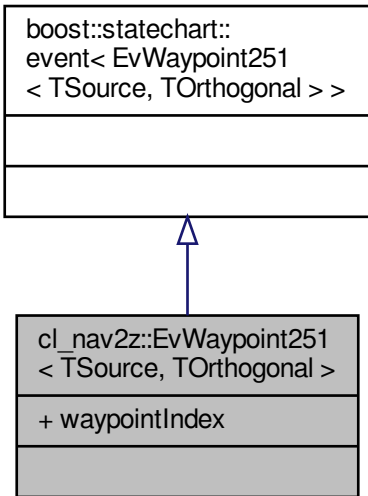 boost::statechart::
event< EvWaypoint251
< TSource, TOrthogonal > >
cl_nav2z::EvWaypoint251
< TSource, TOrthogonal >
+ waypointIndex